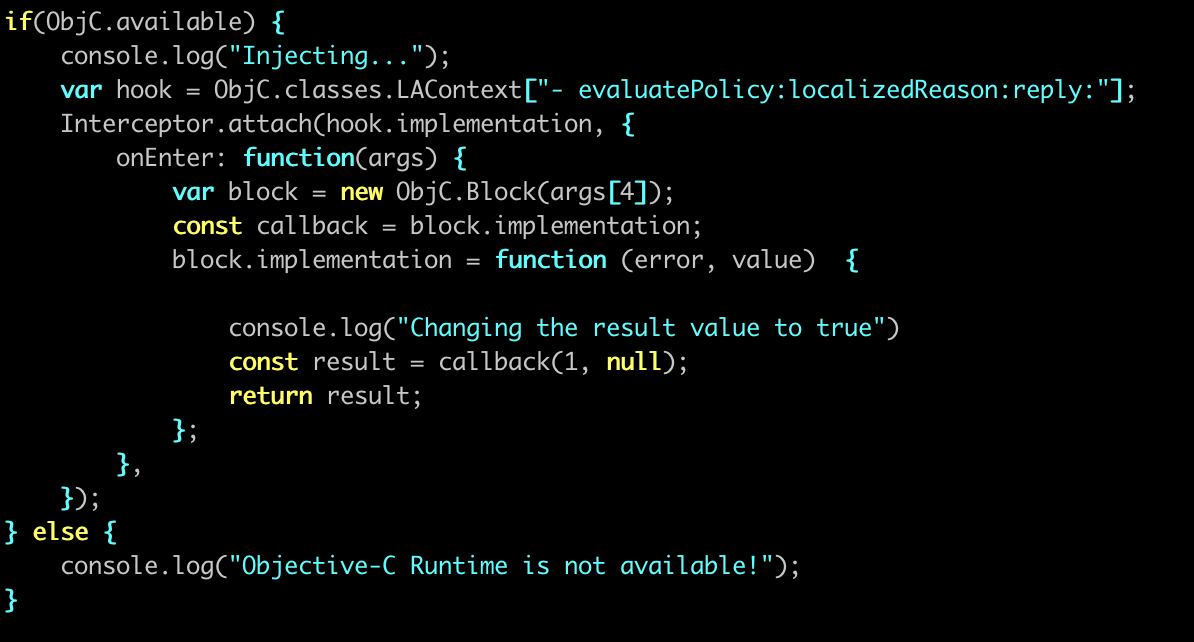 if(ObjC.available) {
    console.log("Injecting...");
    var hook = ObjC.classes.LAContext["- evaluatePolicy:localizedReason:reply:"];
    Interceptor.attach(hook.implementation, {
        onEnter: function(args) {
            var block = new ObjC.Block(args[4]);
            const callback = block.implementation;
            block.implementation = function (error, value)  {

                console.log("Changing the result value to true")
                const result = callback(1, null);
                return result;
            };
        },
    });
} else {
    console.log("Objective-C Runtime is not available!");
}